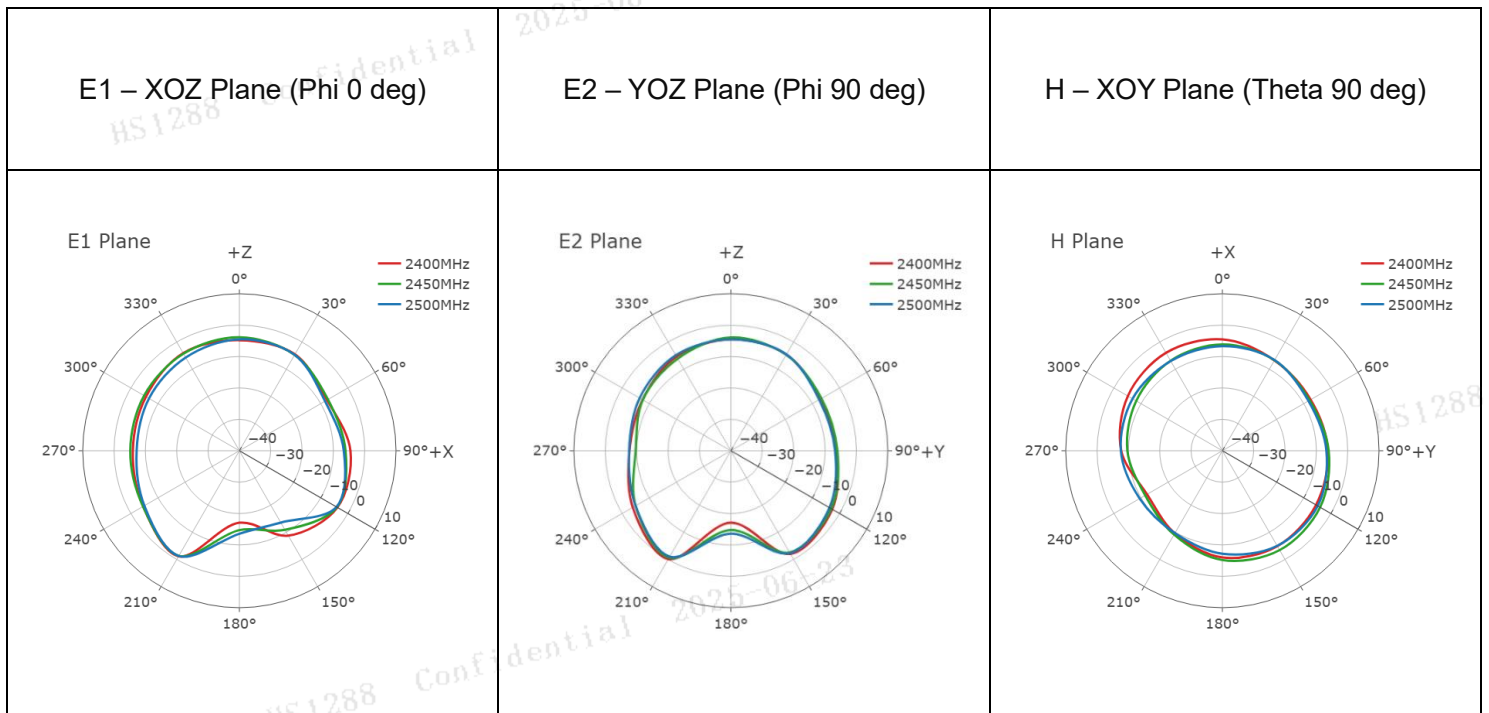 E1 – XOZ Plane (Phi 0 deg)
E2 – YOZ Plane (Phi 90 deg)
H – XOY Plane (Theta 90 deg)
E1 Plane
+Z
2400MHz
2450MHz
2500MHz
0°
30°
60°
90°+X
120°
150°
180°
210°
240°
270°
300°
330°
−40
−30
−20
−10
0
10
E2 Plane
+Z
2400MHz
2450MHz
2500MHz
0°
30°
60°
90°+Y
120°
150°
180°
210°
240°
270°
300°
330°
−40
−30
−20
−10
0
10
H Plane
+X
2400MHz
2450MHz
2500MHz
0°
30°
60°
90°+Y
120°
150°
180°
210°
240°
270°
300°
330°
−40
−30
−20
−10
0
10
HS1288 Confidential
HS1288
HS1288 Confidential 2025-06-23